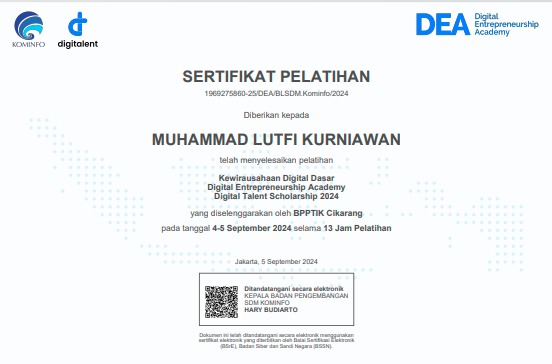 KOMINFO
digitalent
DEA Digital
Entrepreneurship
Academy
SERTIFIKAT PELATIHAN
1969275860-25/DEA/BLSDM.Kominfo/2024
Diberikan kepada
MUHAMMAD LUTFI KURNIAWAN
telah menyelesaikan pelatihan
Kewirausahaan Digital Dasar
Digital Entrepreneurship Academy
Digital Talent Scholarship 2024
yang diselenggarakan oleh BPPTIK Cikarang
pada tanggal 4-5 September 2024 selama 13 Jam Pelatihan
Jakarta, 5 September 2024
Ditandatangani secara elektronik
KEPALA BADAN PENGEMBANGAN
SDM KOMINFO
HARY BUDIARTO
Dokumen ini telah ditandatangani secara elektronik menggunakan
sertifikat elektronik yang diterbitkan oleh Balai Sertifikasi Elektronik
(BSrE), Badan Siber dan Sandi Negara (BSSN).